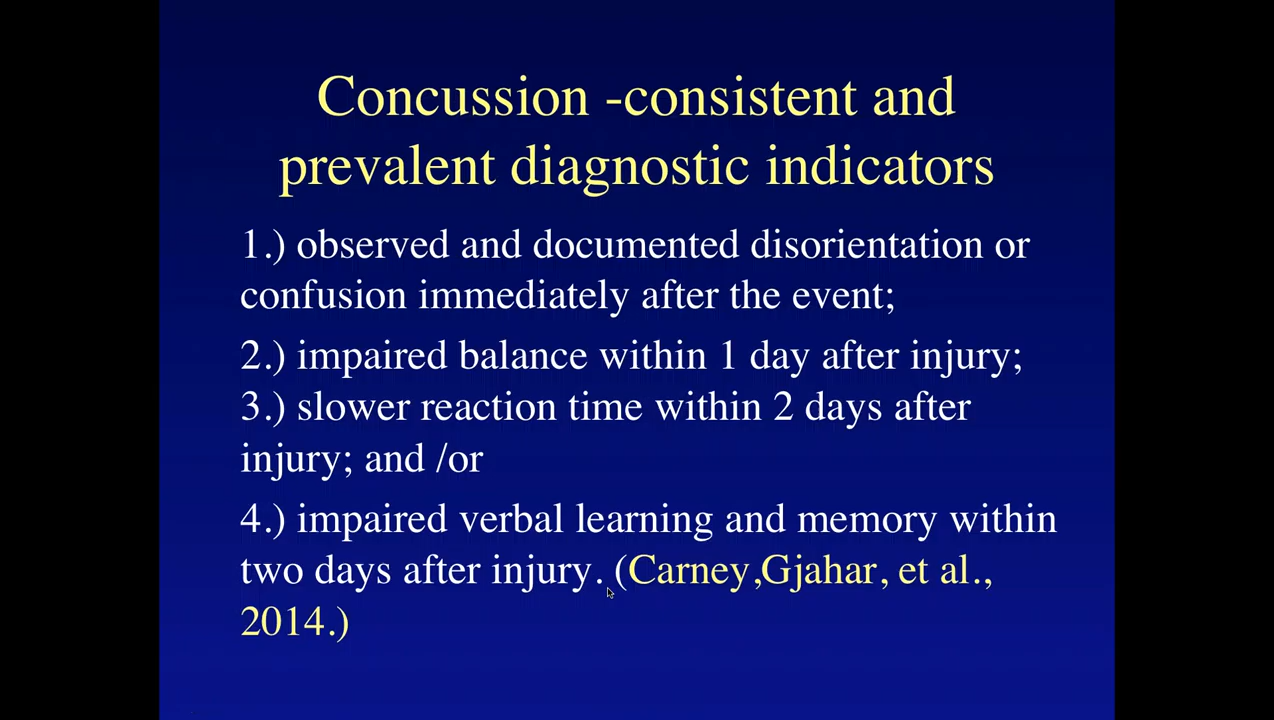 Concussion -consistent and
prevalent diagnostic indicators
1.) observed and documented disorientation or
confusion immediately after the event;
2.) impaired balance within 1 day after injury;
3.) slower reaction time within 2 days after
injury; and /or
4.) impaired verbal learning and memory within
two days after injury. (Carney,Gjahar, et al.,
2014.)